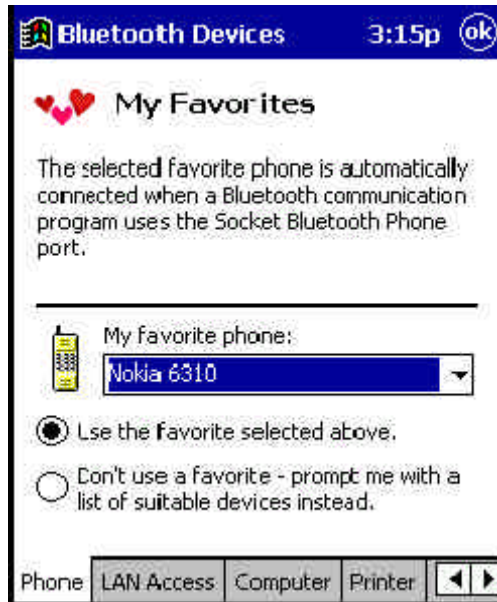 Bluetooth Devices 3:15p ok
My Favorites
The selected favorite phone is automatically
connected when a Bluetooth communication
program uses the Socket Bluetooth Phone
port.
My favorite phone:
Nokia 6310
Use the favorite selected above.
Don't use a favorite - prompt me with a
list of suitable devices instead.
Phone LAN Access Computer Printer